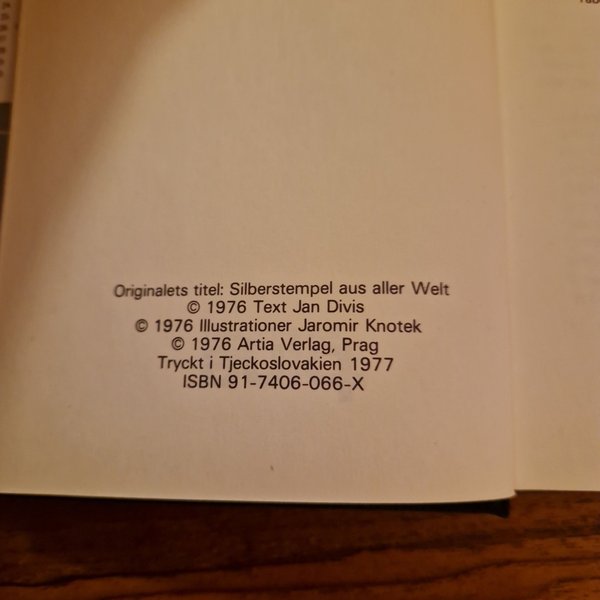 Originalets titel: Silberstempel aus aller Welt
© 1976 Text Jan Divis
© 1976 Illustrationer Jaromir Knotek
© 1976 Artia Verlag, Prag
Tryckt i Tjeckoslovakien 1977
ISBN 91-7406-066-X